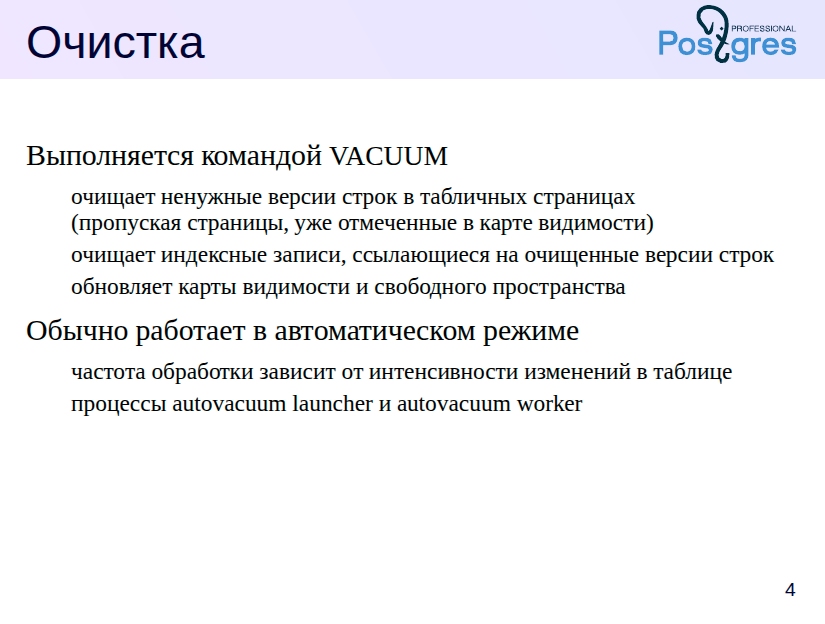 Очистка
PROFESSIONAL
Postgres
Выполняется командой VACUUM
очищает ненужные версии строк в табличных страницах
(пропуская страницы, уже отмеченные в карте видимости)
очищает индексные записи, ссылающиеся на очищенные версии строк
обновляет карты видимости и свободного пространства
Обычно работает в автоматическом режиме
частота обработки зависит от интенсивности изменений в таблице
процессы autovacuum launcher и autovacuum worker
4